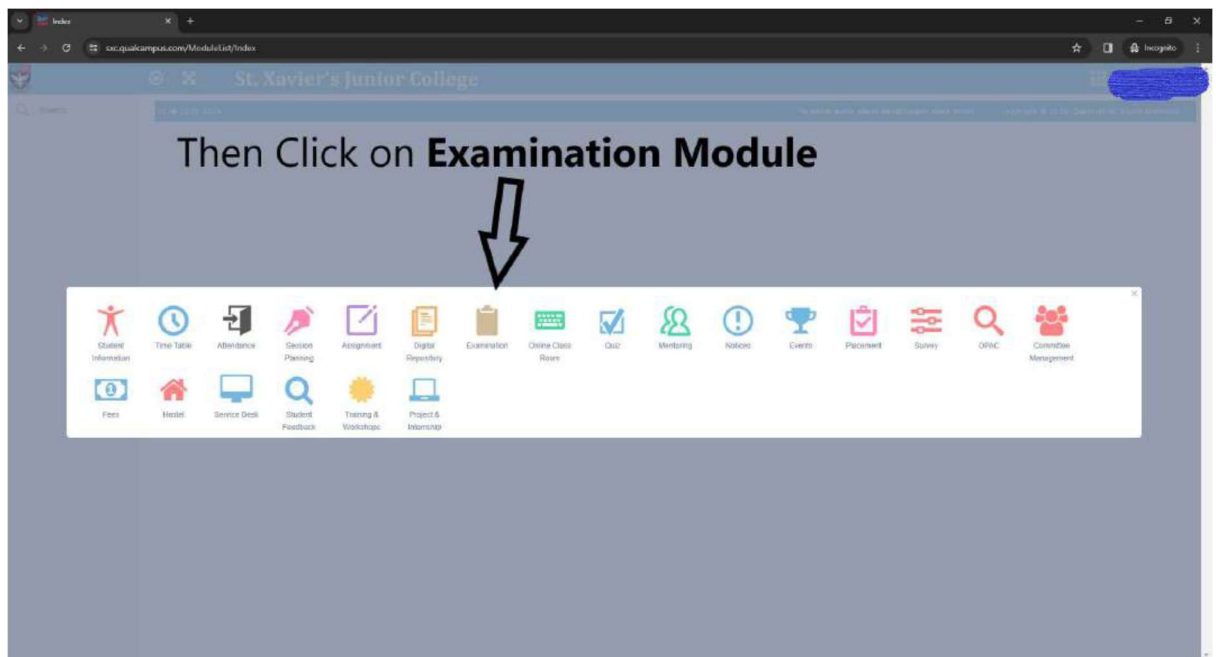 Index
sxc.qualcampus.com/ModuleList/Index
Incognito
St. Xavier's Junior College
Search
Then Click on Examination Module
Student Information
Time Table
Attendance
Session Planning
Assignment
Digital Repository
Examination
Online Class Room
Quiz
Mentoring
Notices
Events
Placement
Survey
OPAC
Committee Management
Fees
Hostel
Service Desk
Student Feedback
Training & Workshops
Project & Internship